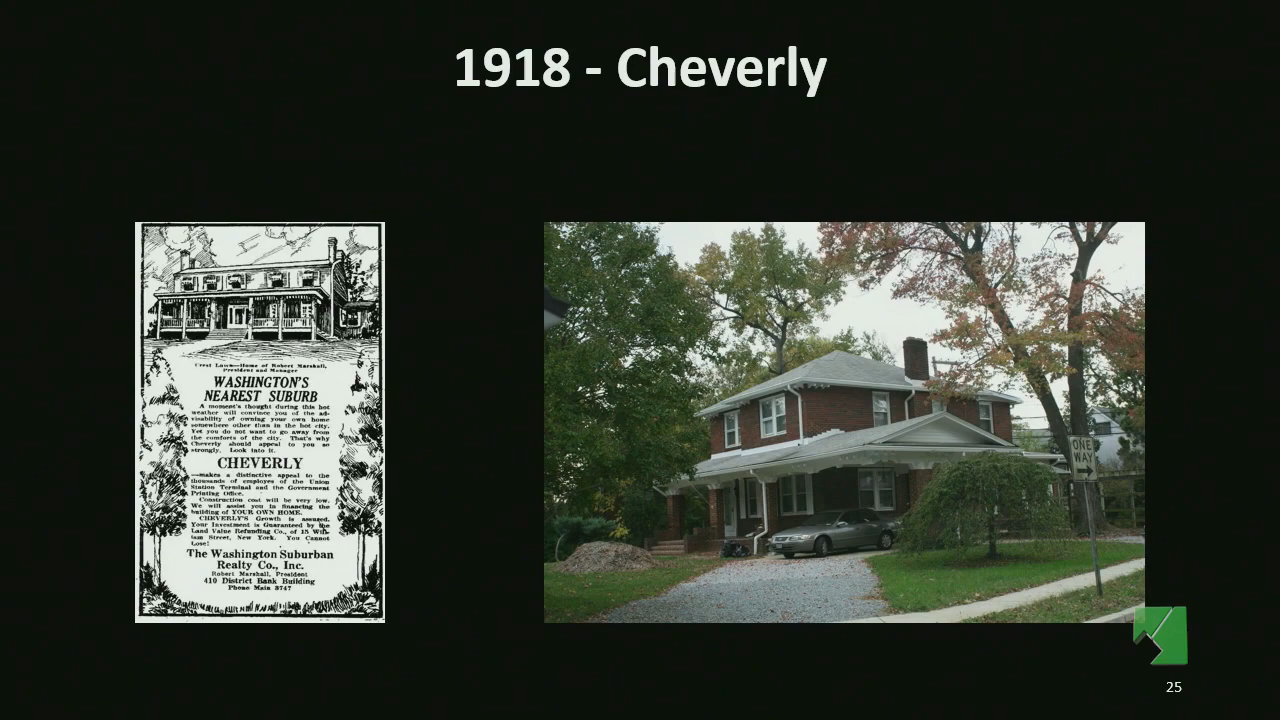 1918 - Cheverly
Crest Lawn—Home of Robert Marshall,
President and Manager
WASHINGTON'S
NEAREST SUBURB
A moment's thought during this hot
weather will convince you of the ad-
visability of owning your own home
somewhere other than in the hot city.
Yet you do not want to go away from
the comforts of the city. That's why
Cheverly should appeal to you so
strongly. Look into it.
CHEVERLY
—makes a distinctive appeal to the
thousands of employes of the Union
Station Terminal and the Government
Printing Office.
Construction cost will be very low.
We will assist you in financing the
building of YOUR OWN HOME.
CHEVERLY'S Growth is assured.
Your Investment is Guaranteed by the
Land Value Refunding Co., of 15 Wil-
liam Street, New York. You Cannot
Lose!
The Washington Suburban
Realty Co., Inc.
Robert Marshall, President
410 District Bank Building
Phone Main 8747
ONE
WAY
25